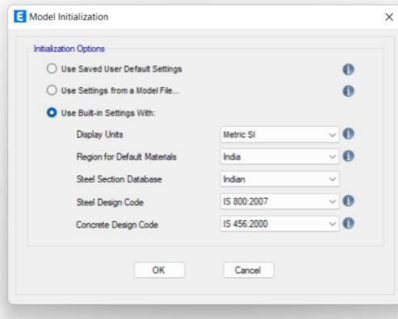 E Model Initialization
Initialization Options
Use Saved User Default Settings
Use Settings from a Model File...
Use Built-in Settings With:
Display Units Metric SI
Region for Default Materials India
Steel Section Database Indian
Steel Design Code IS 800:2007
Concrete Design Code IS 456:2000
OK Cancel